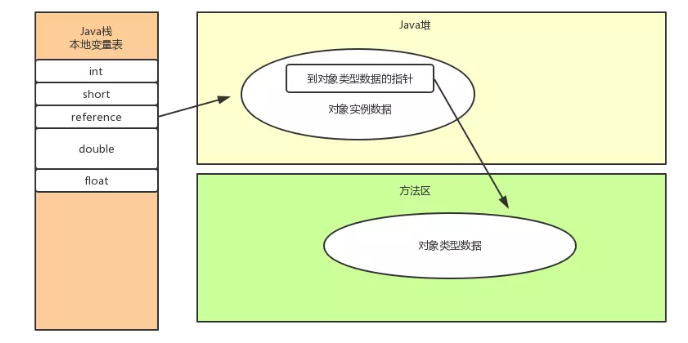 Java栈
本地变量表
int
short
reference
double
float
Java堆
到对象类型数据的指针
对象实例数据
方法区
对象类型数据